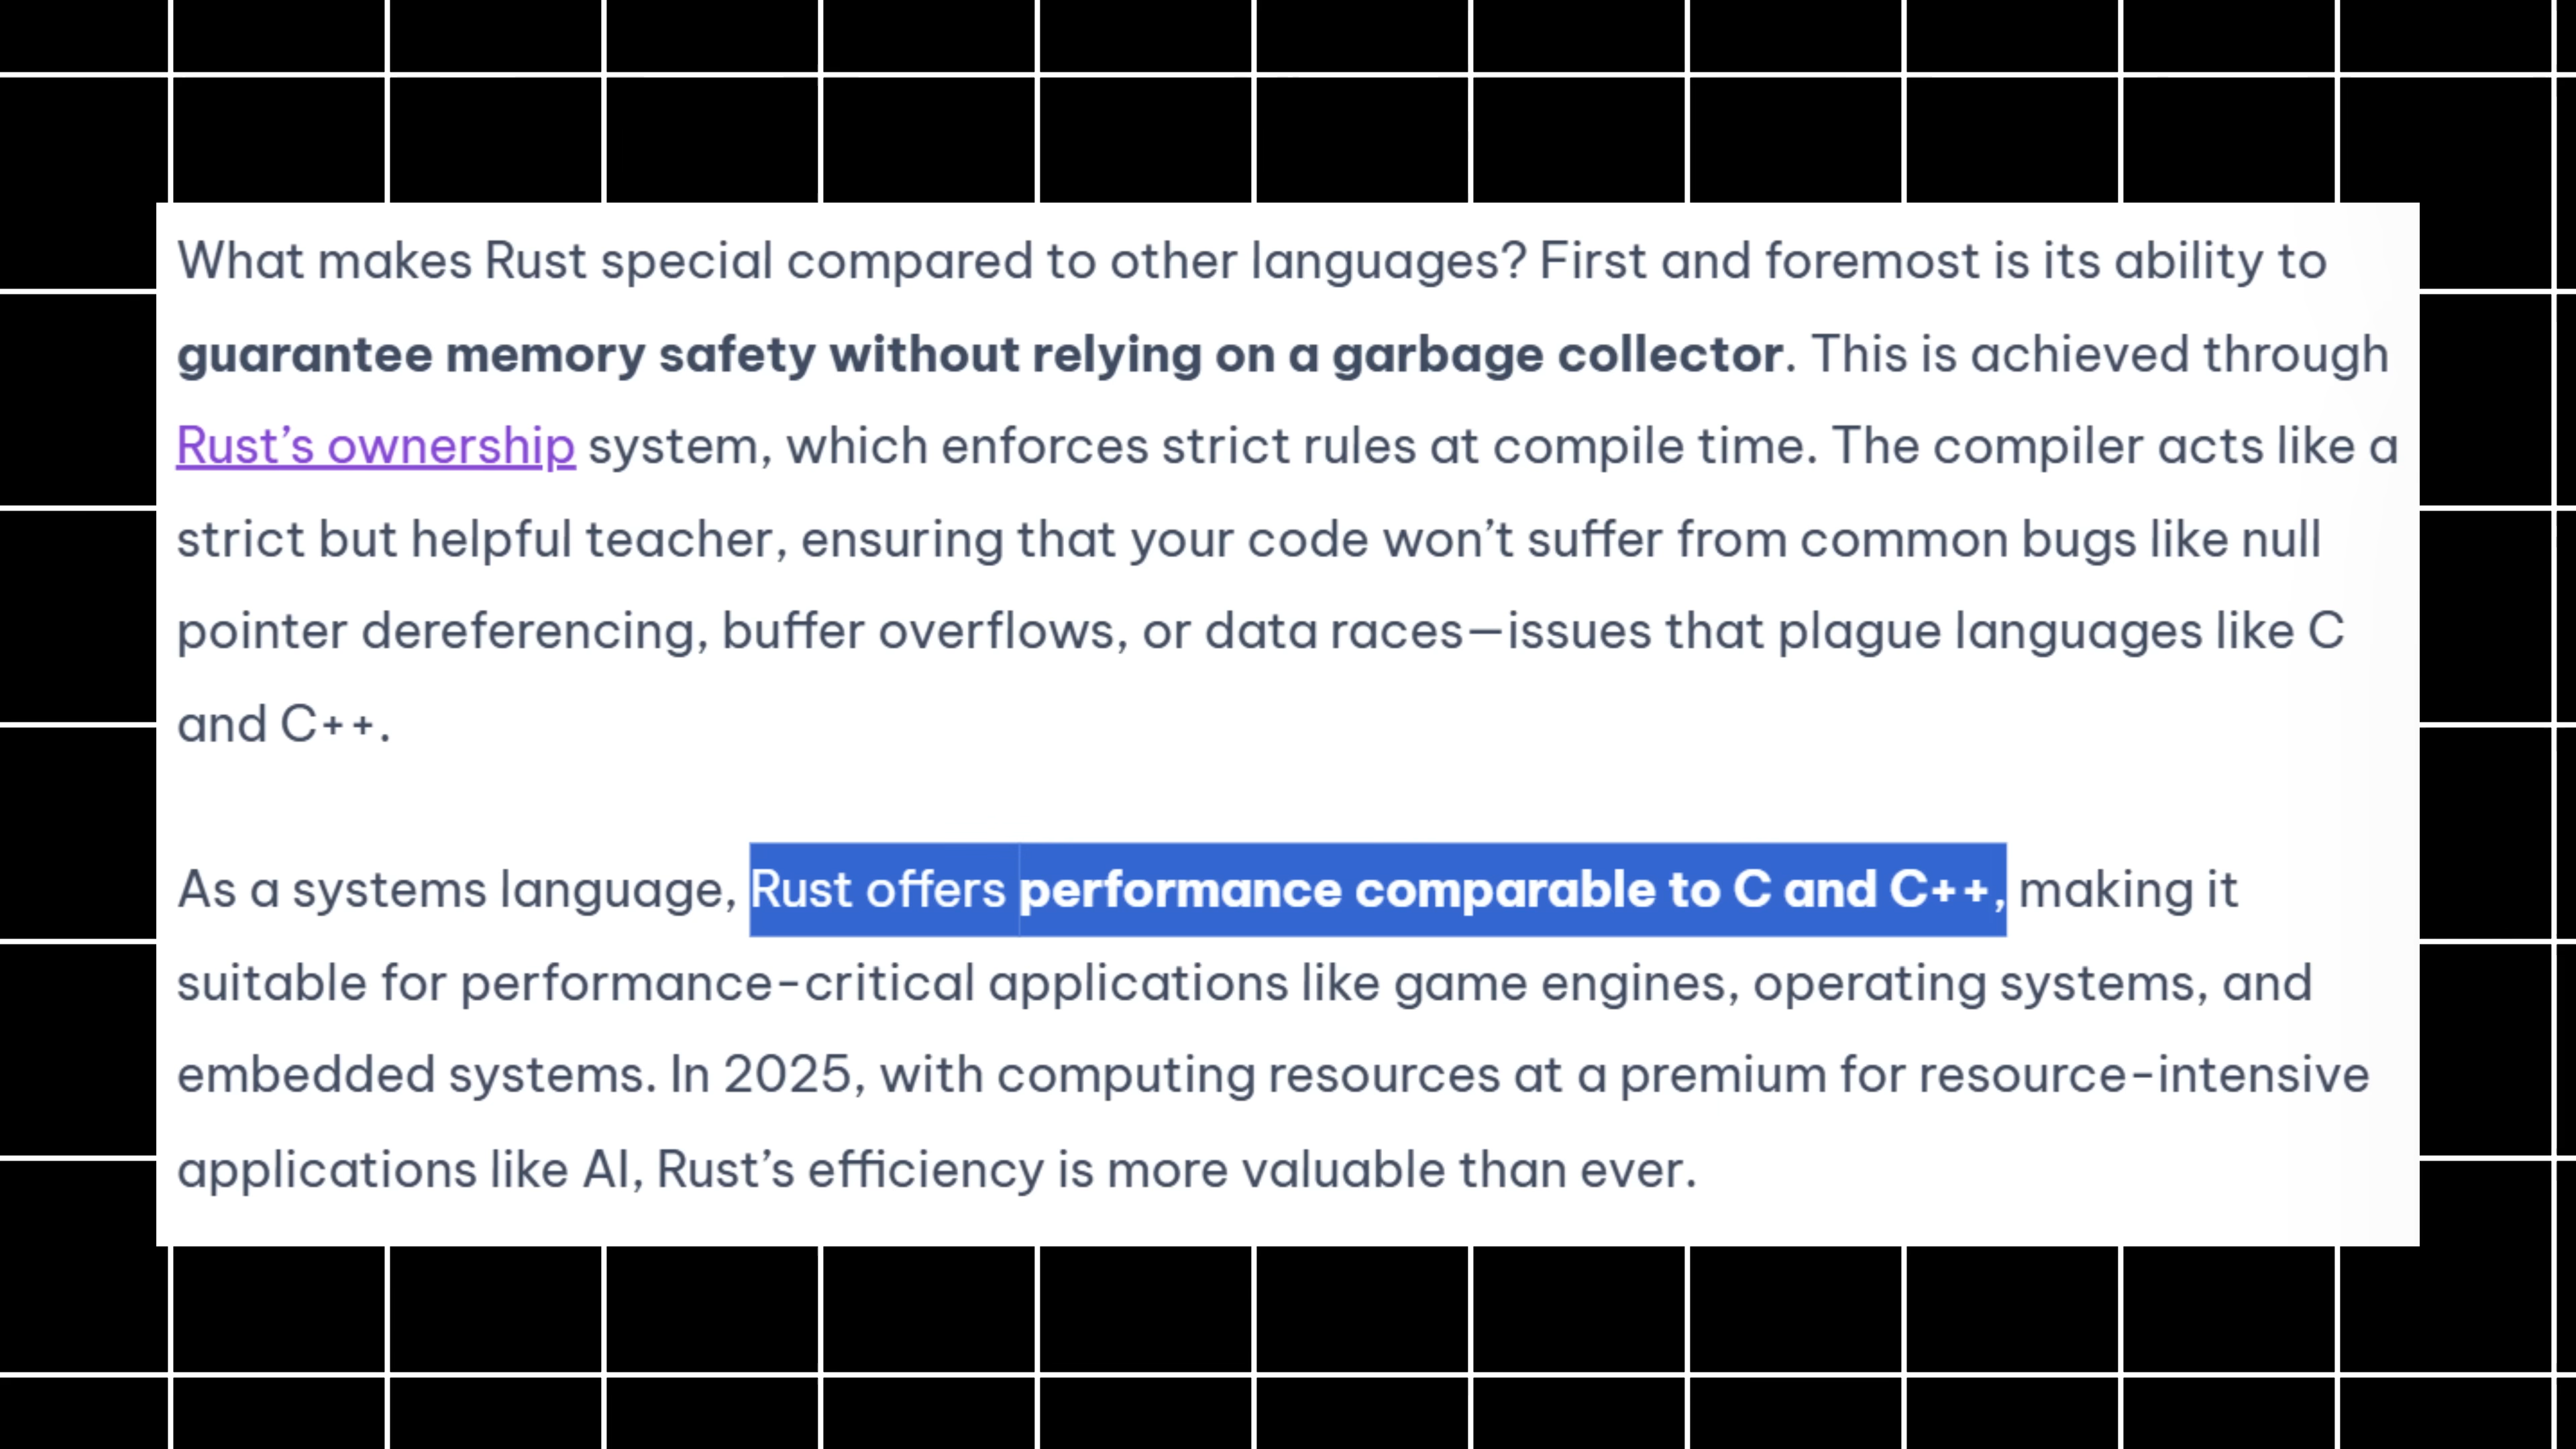 What makes Rust special compared to other languages? First and foremost is its ability to
guarantee memory safety without relying on a garbage collector. This is achieved through
Rust’s ownership system, which enforces strict rules at compile time. The compiler acts like a
strict but helpful teacher, ensuring that your code won’t suffer from common bugs like null
pointer dereferencing, buffer overflows, or data races—issues that plague languages like C
and C++.
As a systems language, Rust offers performance comparable to C and C++, making it
suitable for performance-critical applications like game engines, operating systems, and
embedded systems. In 2025, with computing resources at a premium for resource-intensive
applications like AI, Rust’s efficiency is more valuable than ever.